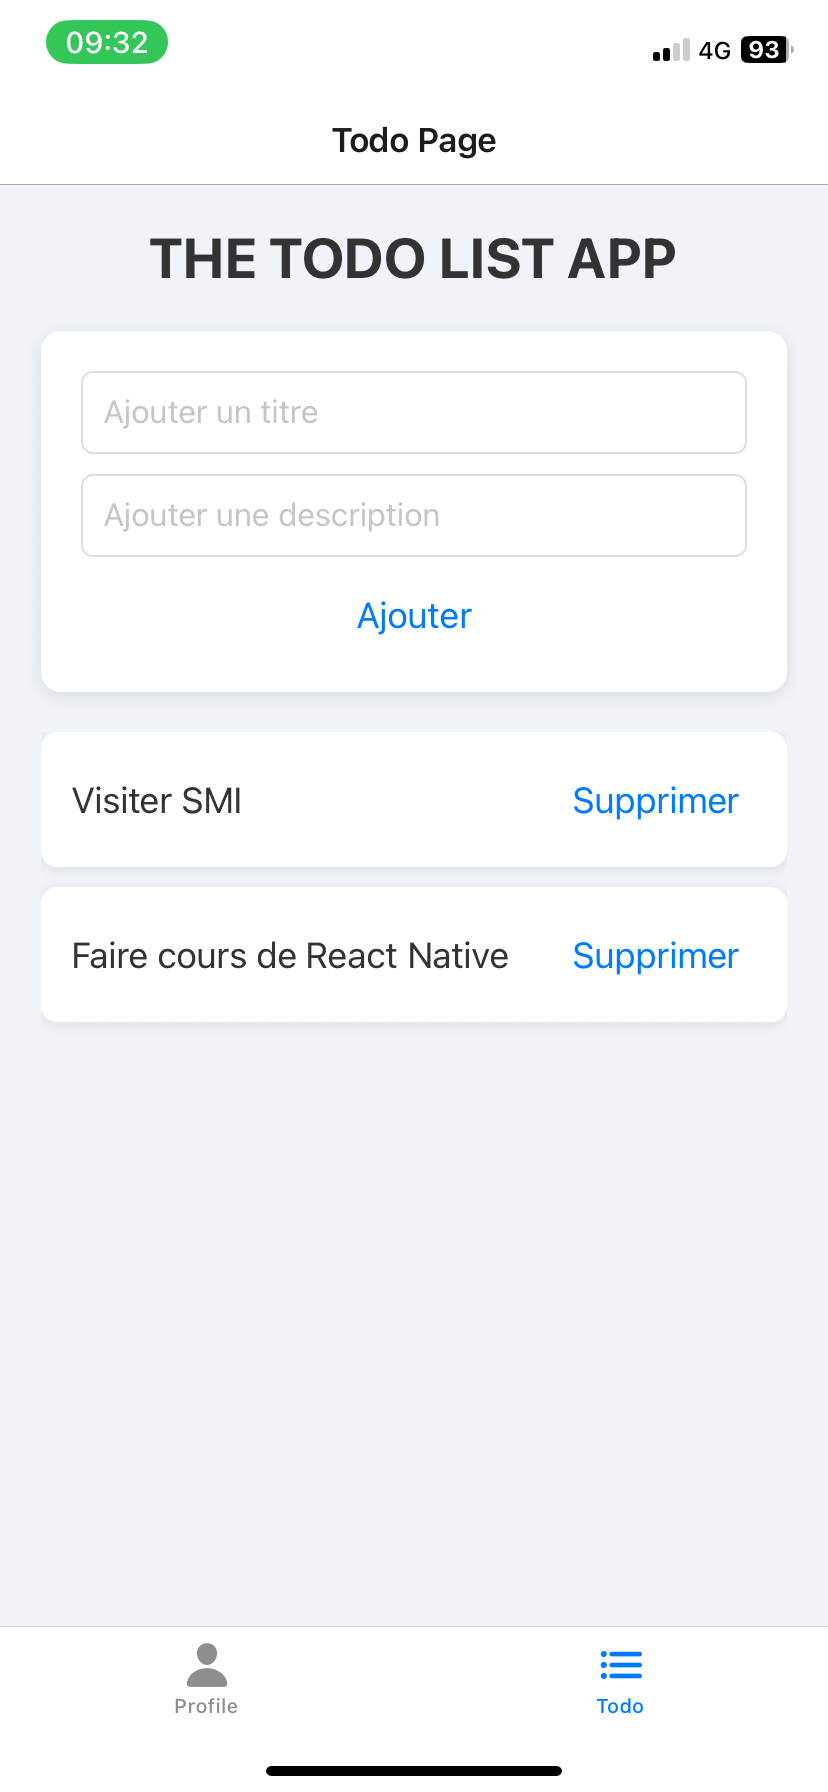 09:32
4G 93
Todo Page
THE TODO LIST APP
Ajouter un titre
Ajouter une description
Ajouter
Visiter SMI Supprimer
Faire cours de React Native Supprimer
Profile Todo